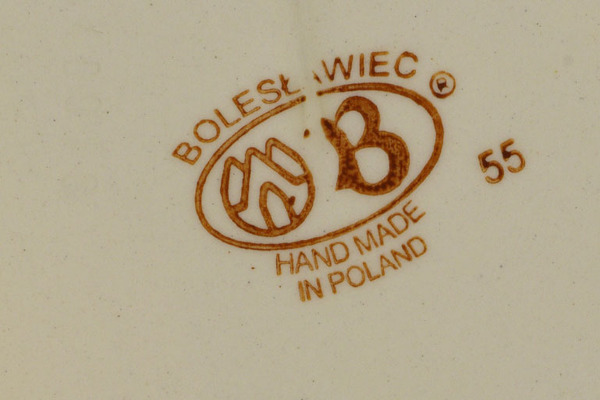 BOLESŁAWIEC ®
B
55
HAND MADE
IN POLAND